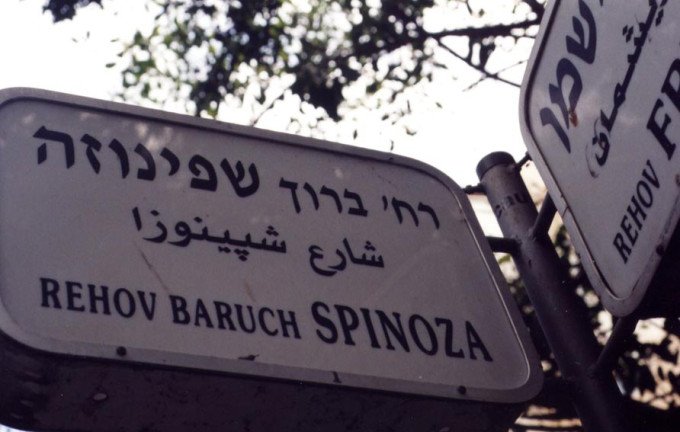 רח' ברוך שפינוזה
شارع شپينوزا
REHOV BARUCH SPINOZA
REHOV